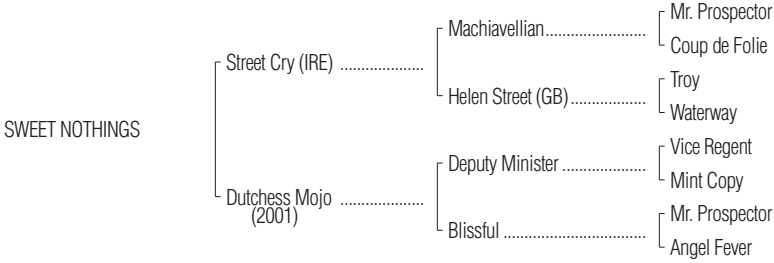 Mr. Prospector
Machiavellian........................
Coup de Folie
Street Cry (IRE) ....................
Troy
Helen Street (GB)..................
Waterway
SWEET NOTHINGS
Vice Regent
Deputy Minister ....................
Mint Copy
Dutchess Mojo ....................
(2001)
Mr. Prospector
Blissful ..................................
Angel Fever